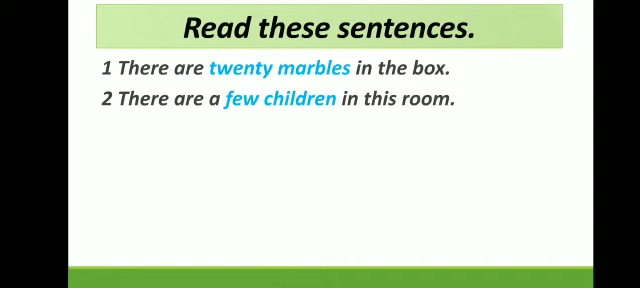 Read these sentences.
1 There are twenty marbles in the box.
2 There are a few children in this room.